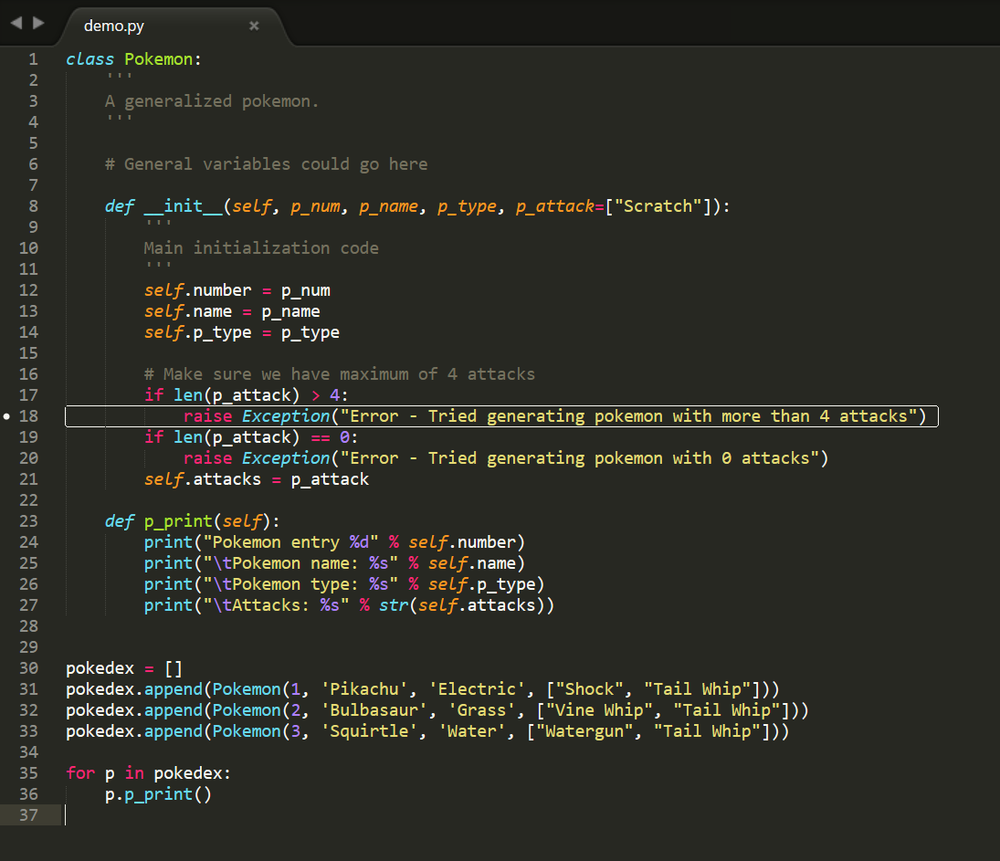 demo.py
1 class Pokemon:
2     '''
3     A generalized pokemon.
4     '''
5
6     # General variables could go here
7
8     def __init__(self, p_num, p_name, p_type, p_attack=["Scratch"]):
9         '''
10         Main initialization code
11         '''
12         self.number = p_num
13         self.name = p_name
14         self.p_type = p_type
15
16         # Make sure we have maximum of 4 attacks
17         if len(p_attack) > 4:
18             raise Exception("Error - Tried generating pokemon with more than 4 attacks")
19         if len(p_attack) == 0:
20             raise Exception("Error - Tried generating pokemon with 0 attacks")
21         self.attacks = p_attack
22
23     def p_print(self):
24         print("Pokemon entry %d" % self.number)
25         print("\tPokemon name: %s" % self.name)
26         print("\tPokemon type: %s" % self.p_type)
27         print("\tAttacks: %s" % str(self.attacks))
28
29
30 pokedex = []
31 pokedex.append(Pokemon(1, 'Pikachu', 'Electric', ["Shock", "Tail Whip"]))
32 pokedex.append(Pokemon(2, 'Bulbasaur', 'Grass', ["Vine Whip", "Tail Whip"]))
33 pokedex.append(Pokemon(3, 'Squirtle', 'Water', ["Watergun", "Tail Whip"]))
34
35 for p in pokedex:
36     p.p_print()
37